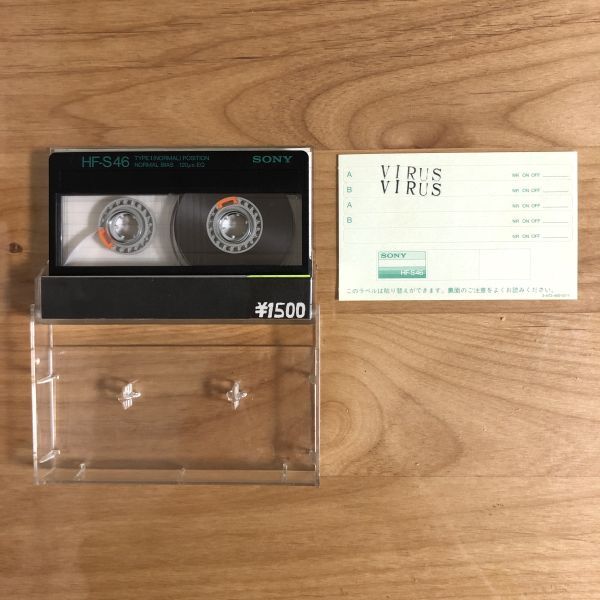 HF-S46 TYPE I (NORMAL) POSITION SONY
NORMAL BIAS 120μs EQ
¥1500
A VIRUS NR ON OFF
B VIRUS NR ON OFF
A NR ON OFF
B NR ON OFF
SONY
HF-S46
このラベルは貼り替えができます。裏面のご注意をよくお読みください。